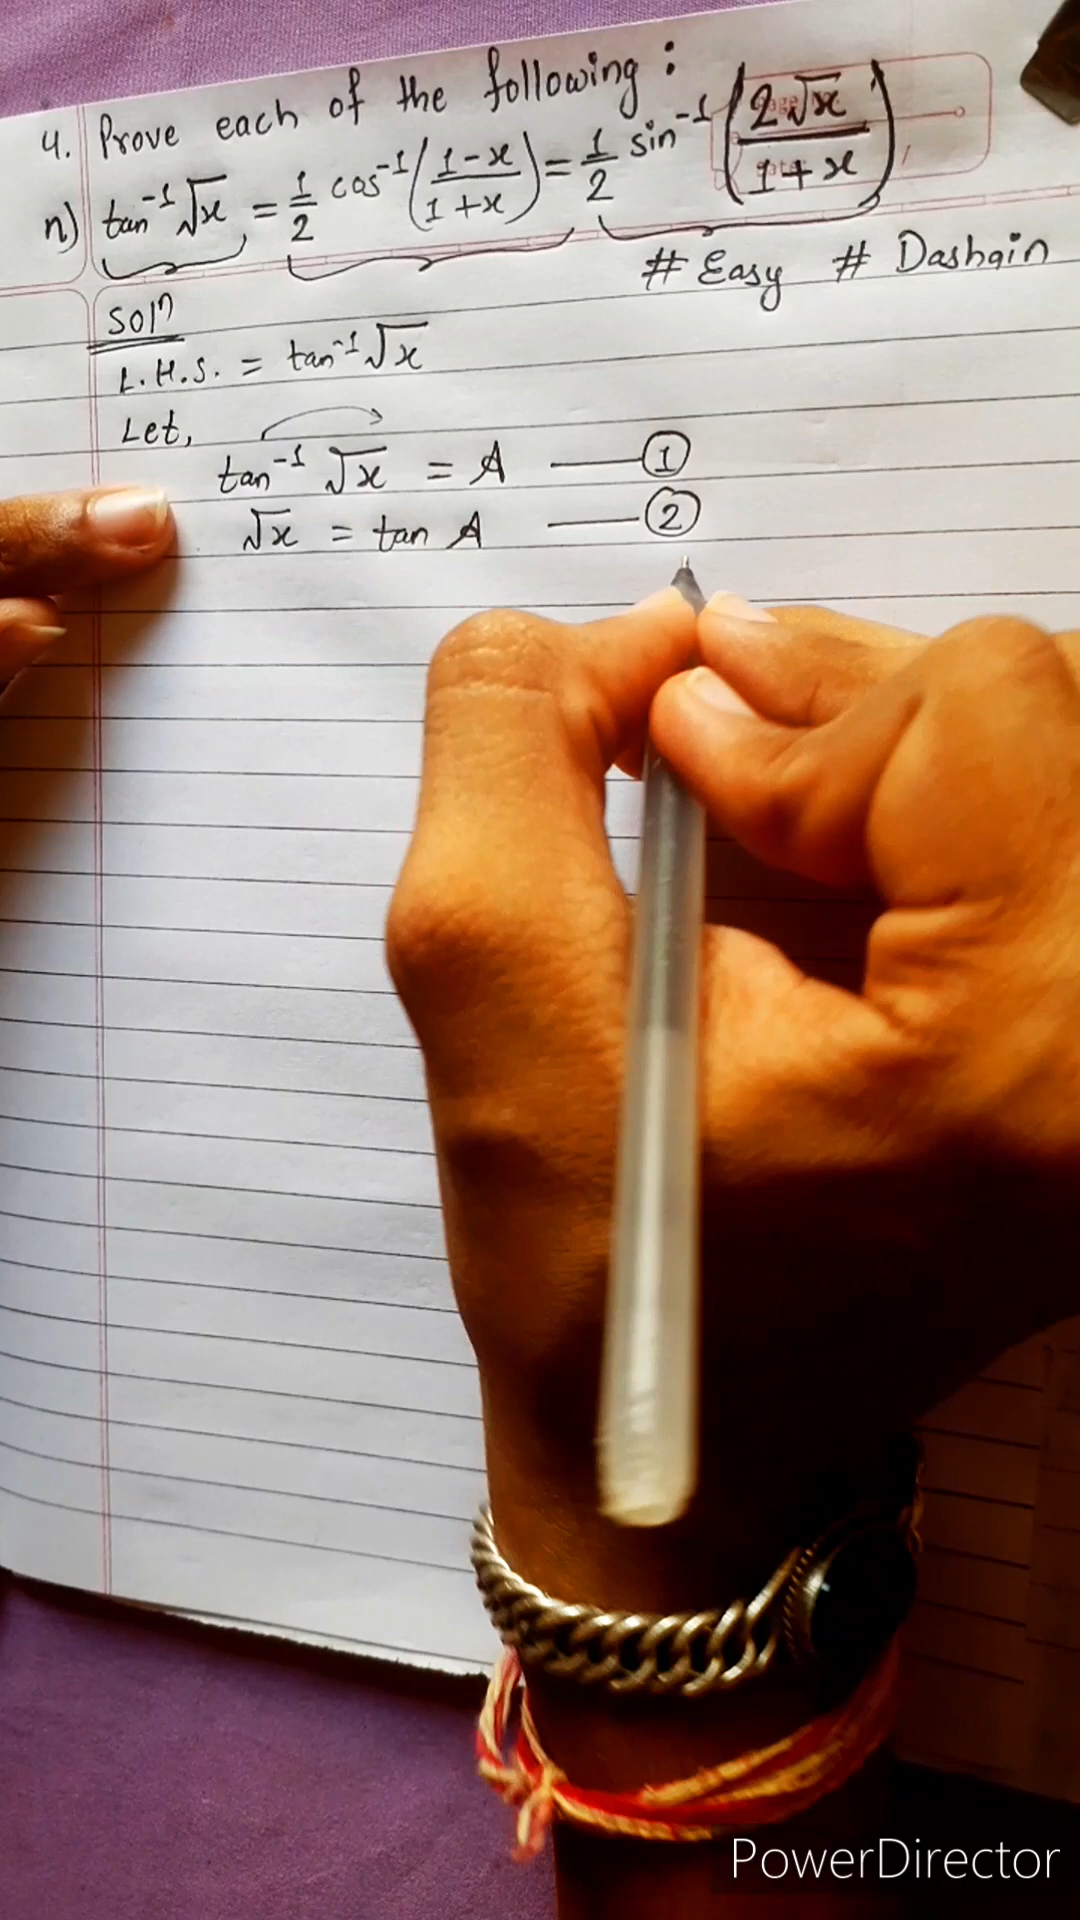 4. Prove each of the following :
n) tan⁻¹√x = 1/2 cos⁻¹(1-x/1+x) = 1/2 sin⁻¹(2√x/1+x)
# Easy # Dashain
Solⁿ
L.H.S. = tan⁻¹√x
Let,
tan⁻¹ √x = A —— ①
√x = tan A —— ②
PowerDirector